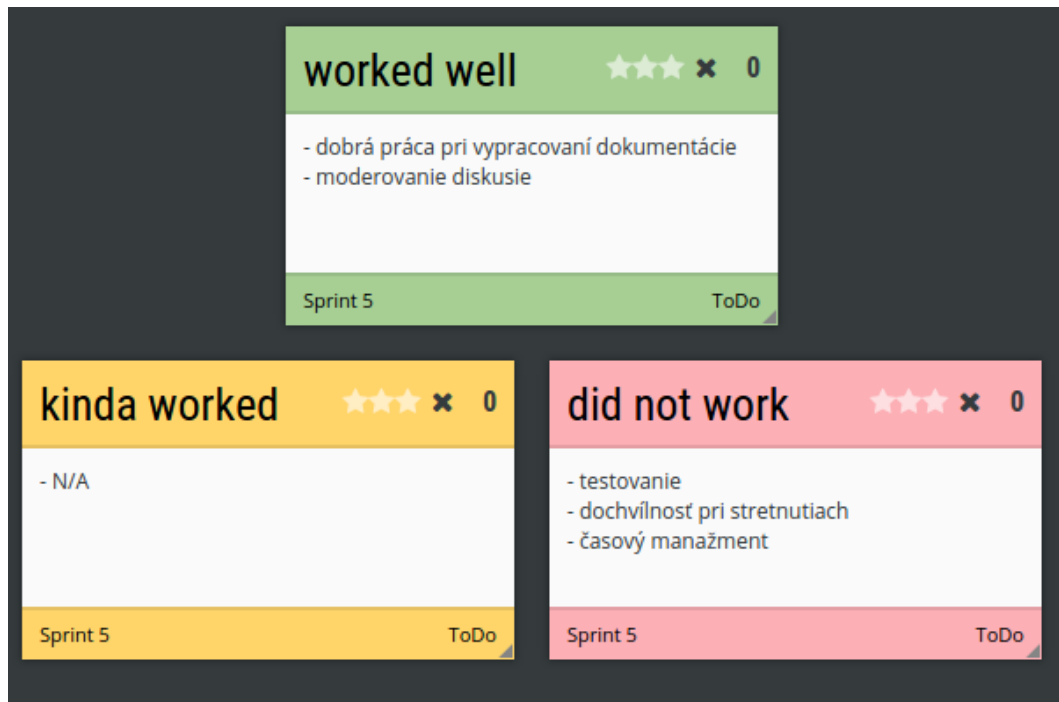 worked well 0
- dobrá práca pri vypracovaní dokumentácie
- moderovanie diskusie
Sprint 5 ToDo
kinda worked 0
- N/A
Sprint 5 ToDo
did not work 0
- testovanie
- dochvílnosť pri stretnutiach
- časový manažment
Sprint 5 ToDo